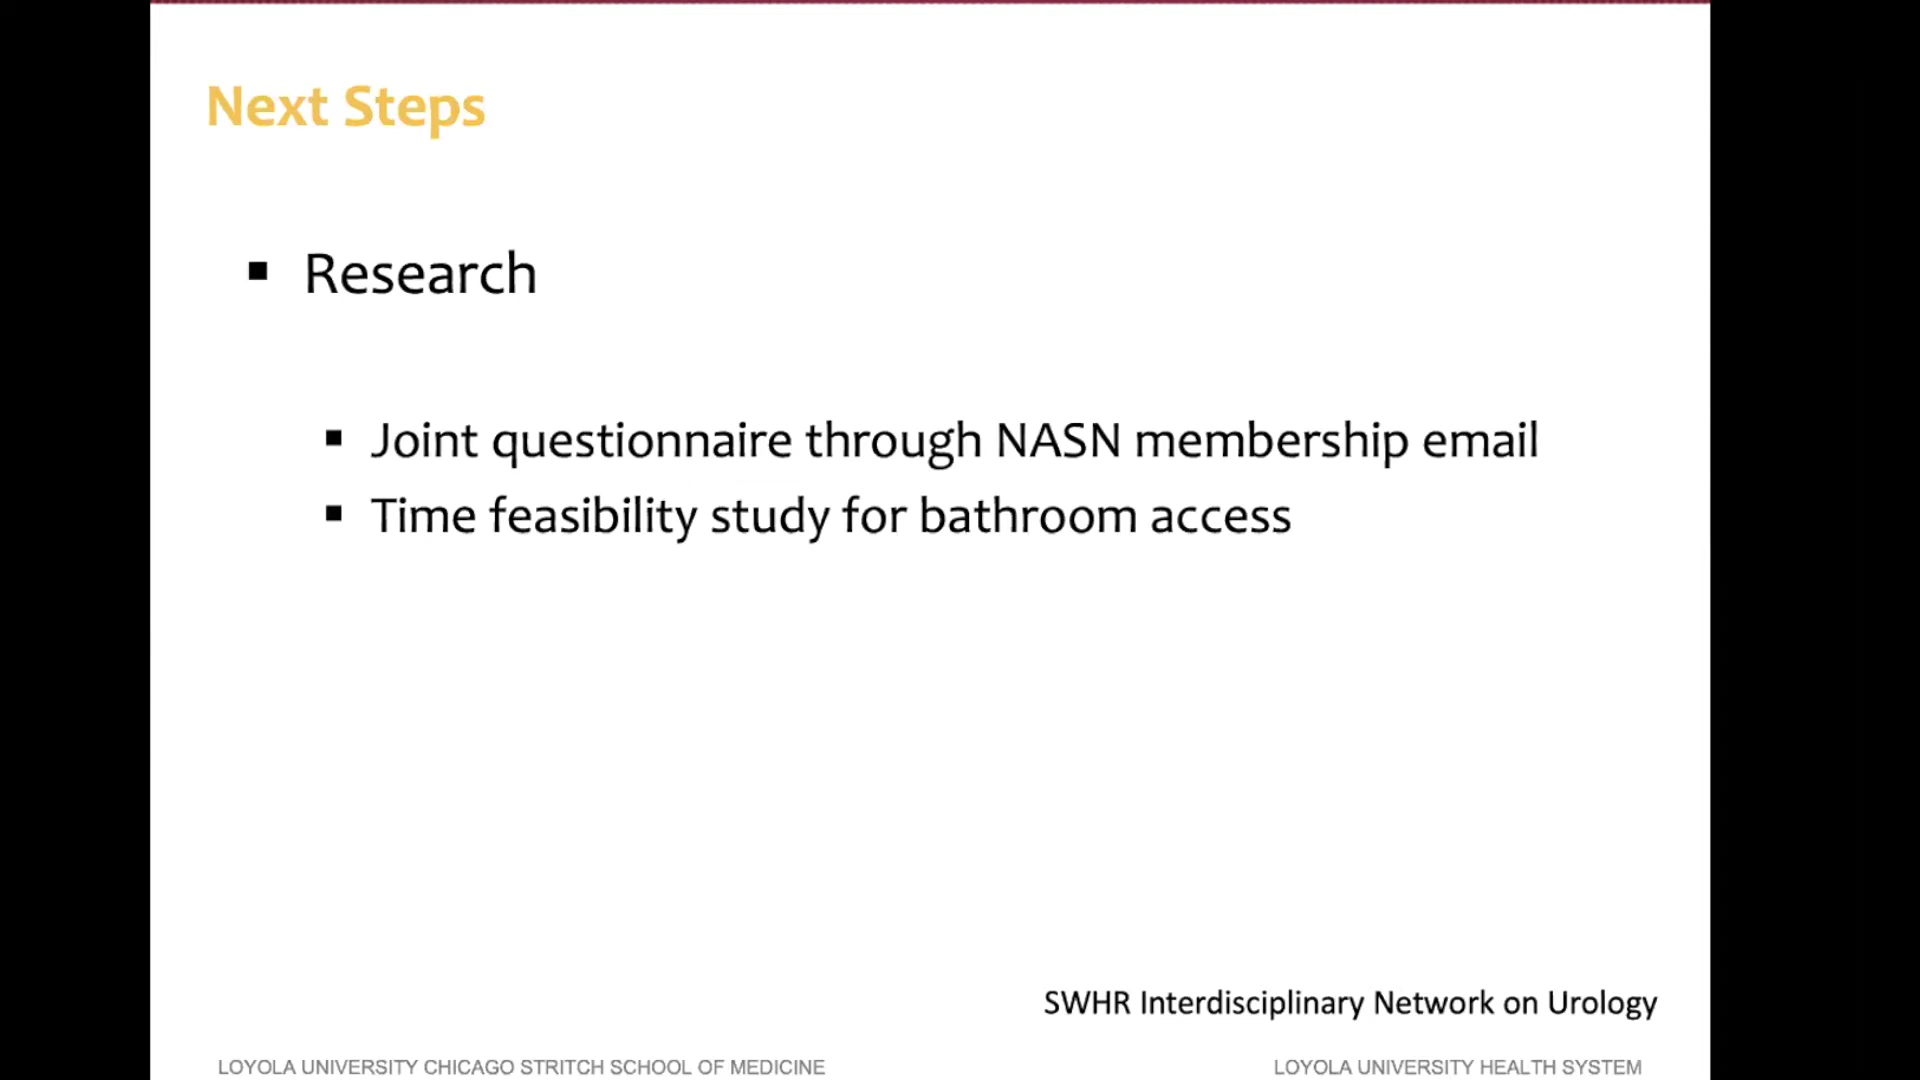 Next Steps
▪ Research
▪ Joint questionnaire through NASN membership email
▪ Time feasibility study for bathroom access
SWHR Interdisciplinary Network on Urology
LOYOLA UNIVERSITY CHICAGO STRITCH SCHOOL OF MEDICINE
LOYOLA UNIVERSITY HEALTH SYSTEM